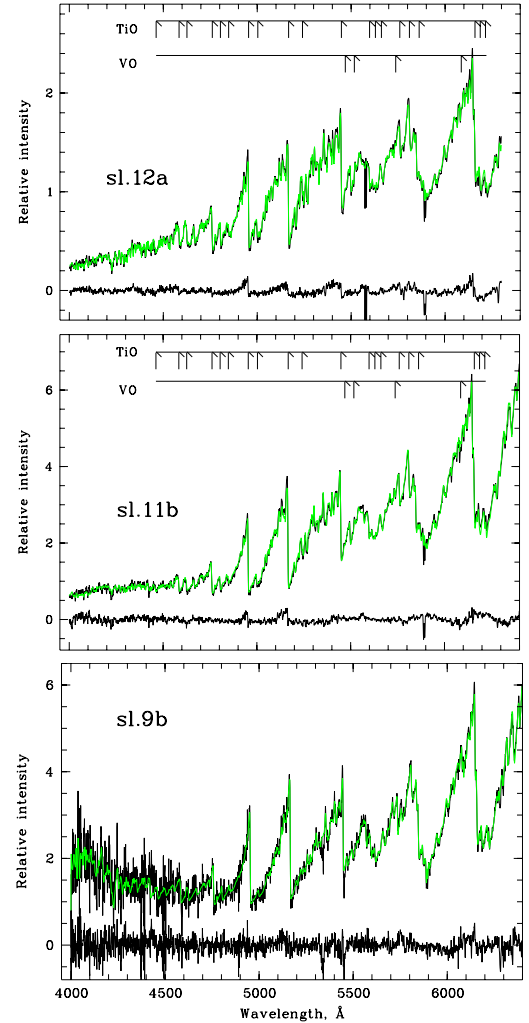 TiO
VO
2
1
0
Relative intensity
sl.12a
TiO
VO
6
4
2
0
Relative intensity
sl.11b
6
4
2
0
Relative intensity
sl.9b
4000 4500 5000 5500 6000
Wavelength, Å